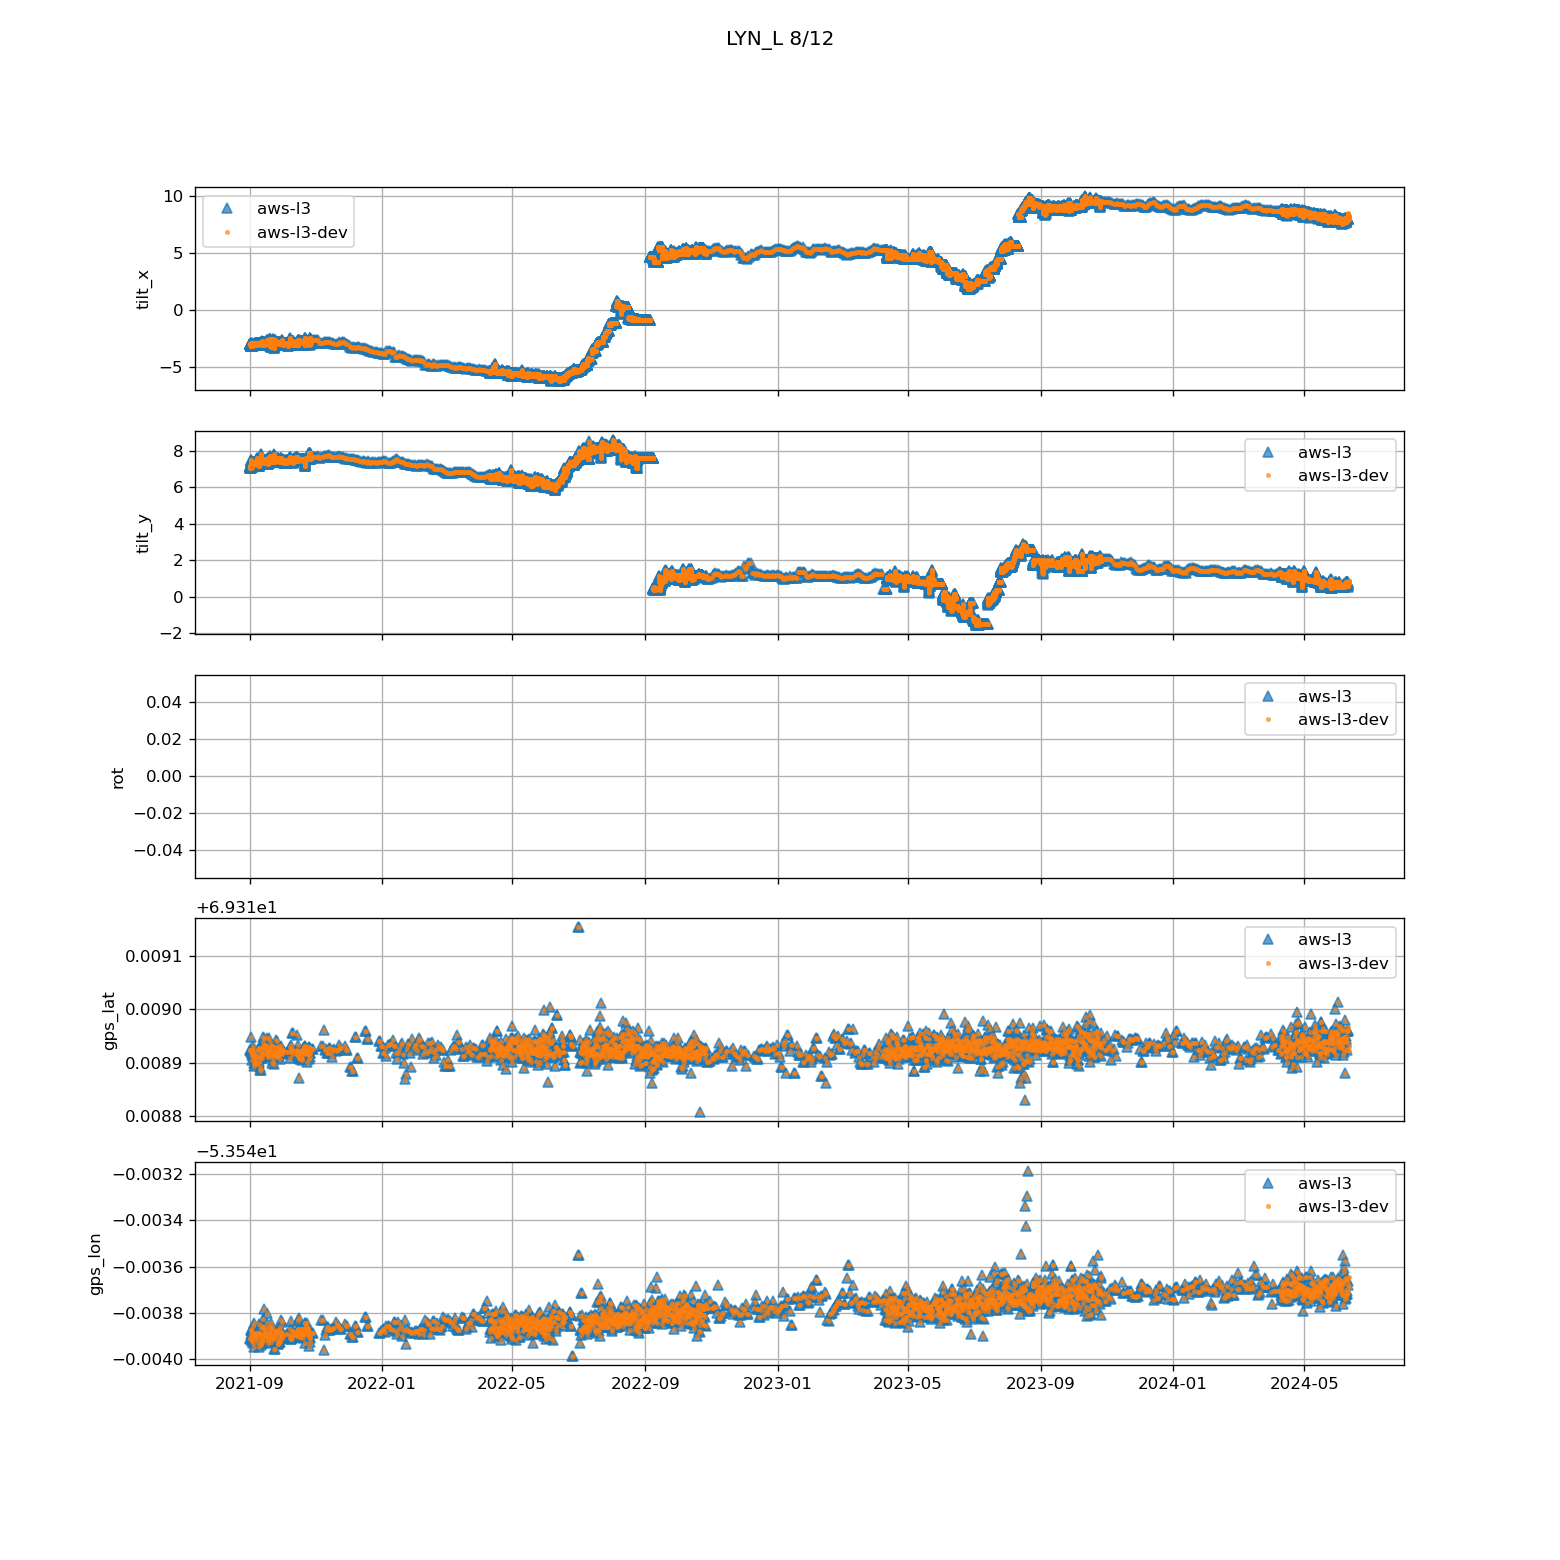 LYN_L 8/12
10
5
0
−5
tilt_x
aws-l3
aws-l3-dev
8
6
4
2
0
−2
tilt_y
aws-l3
aws-l3-dev
0.04
0.02
0.00
−0.02
−0.04
rot
aws-l3
aws-l3-dev
+6.931e1
0.0091
0.0090
0.0089
0.0088
gps_lat
aws-l3
aws-l3-dev
−5.354e1
−0.0032
−0.0034
−0.0036
−0.0038
−0.0040
gps_lon
aws-l3
aws-l3-dev
2021-09 2022-01 2022-05 2022-09 2023-01 2023-05 2023-09 2024-01 2024-05